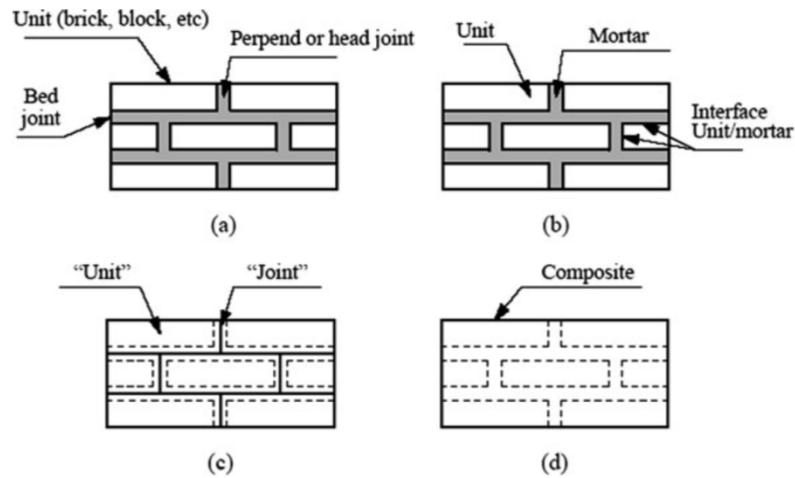 Unit (brick, block, etc)
Perpend or head joint
Bed
joint
(a)
Unit
Mortar
Interface
Unit/mortar
(b)
“Unit”
“Joint”
(c)
Composite
(d)